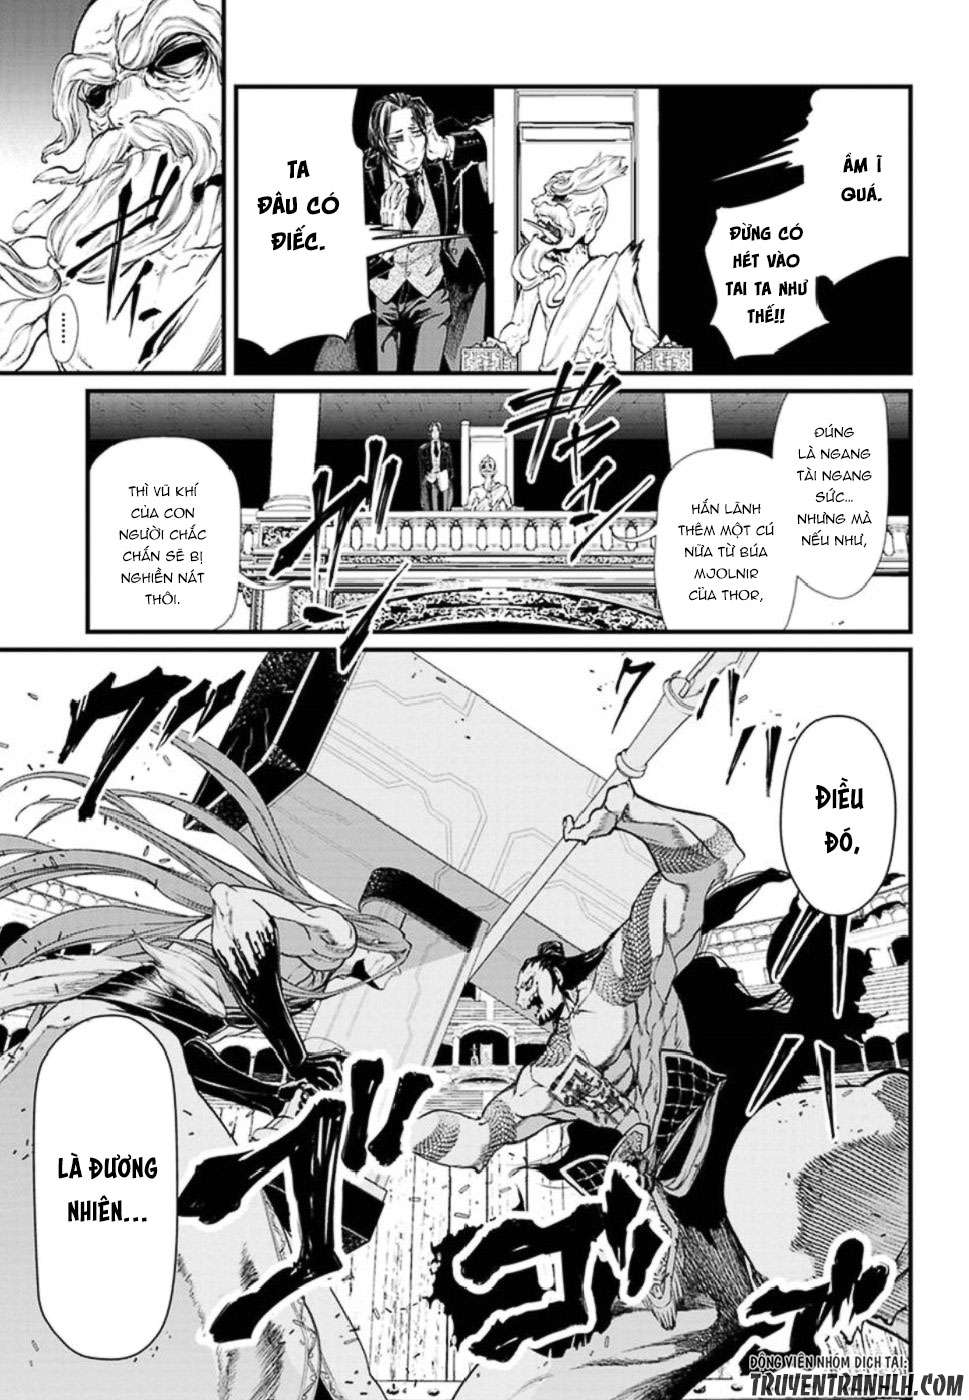 ẦM Ĩ
QUÁ.
ĐỪNG CÓ
HÉT VÀO
TAI TA NHƯ
THẾ!!
TA
ĐÂU CÓ
ĐIẾC.
......
ĐÚNG
LÀ NGANG
TÀI NGANG
SỨC...
NHƯNG MÀ
NẾU NHƯ,
HẮN LÃNH
THÊM MỘT CÚ
NỮA TỪ BÚA
MJOLNIR
CỦA THOR,
THÌ VŨ KHÍ
CỦA CON
NGƯỜI CHẮC
CHẮN SẼ BỊ
NGHIỀN NÁT
THÔI.
ĐIỀU
ĐÓ,
LÀ ĐƯƠNG
NHIÊN...
ĐỘNG VIÊN NHÓM DỊCH TẠI:
TRUYENTRANHLH.COM